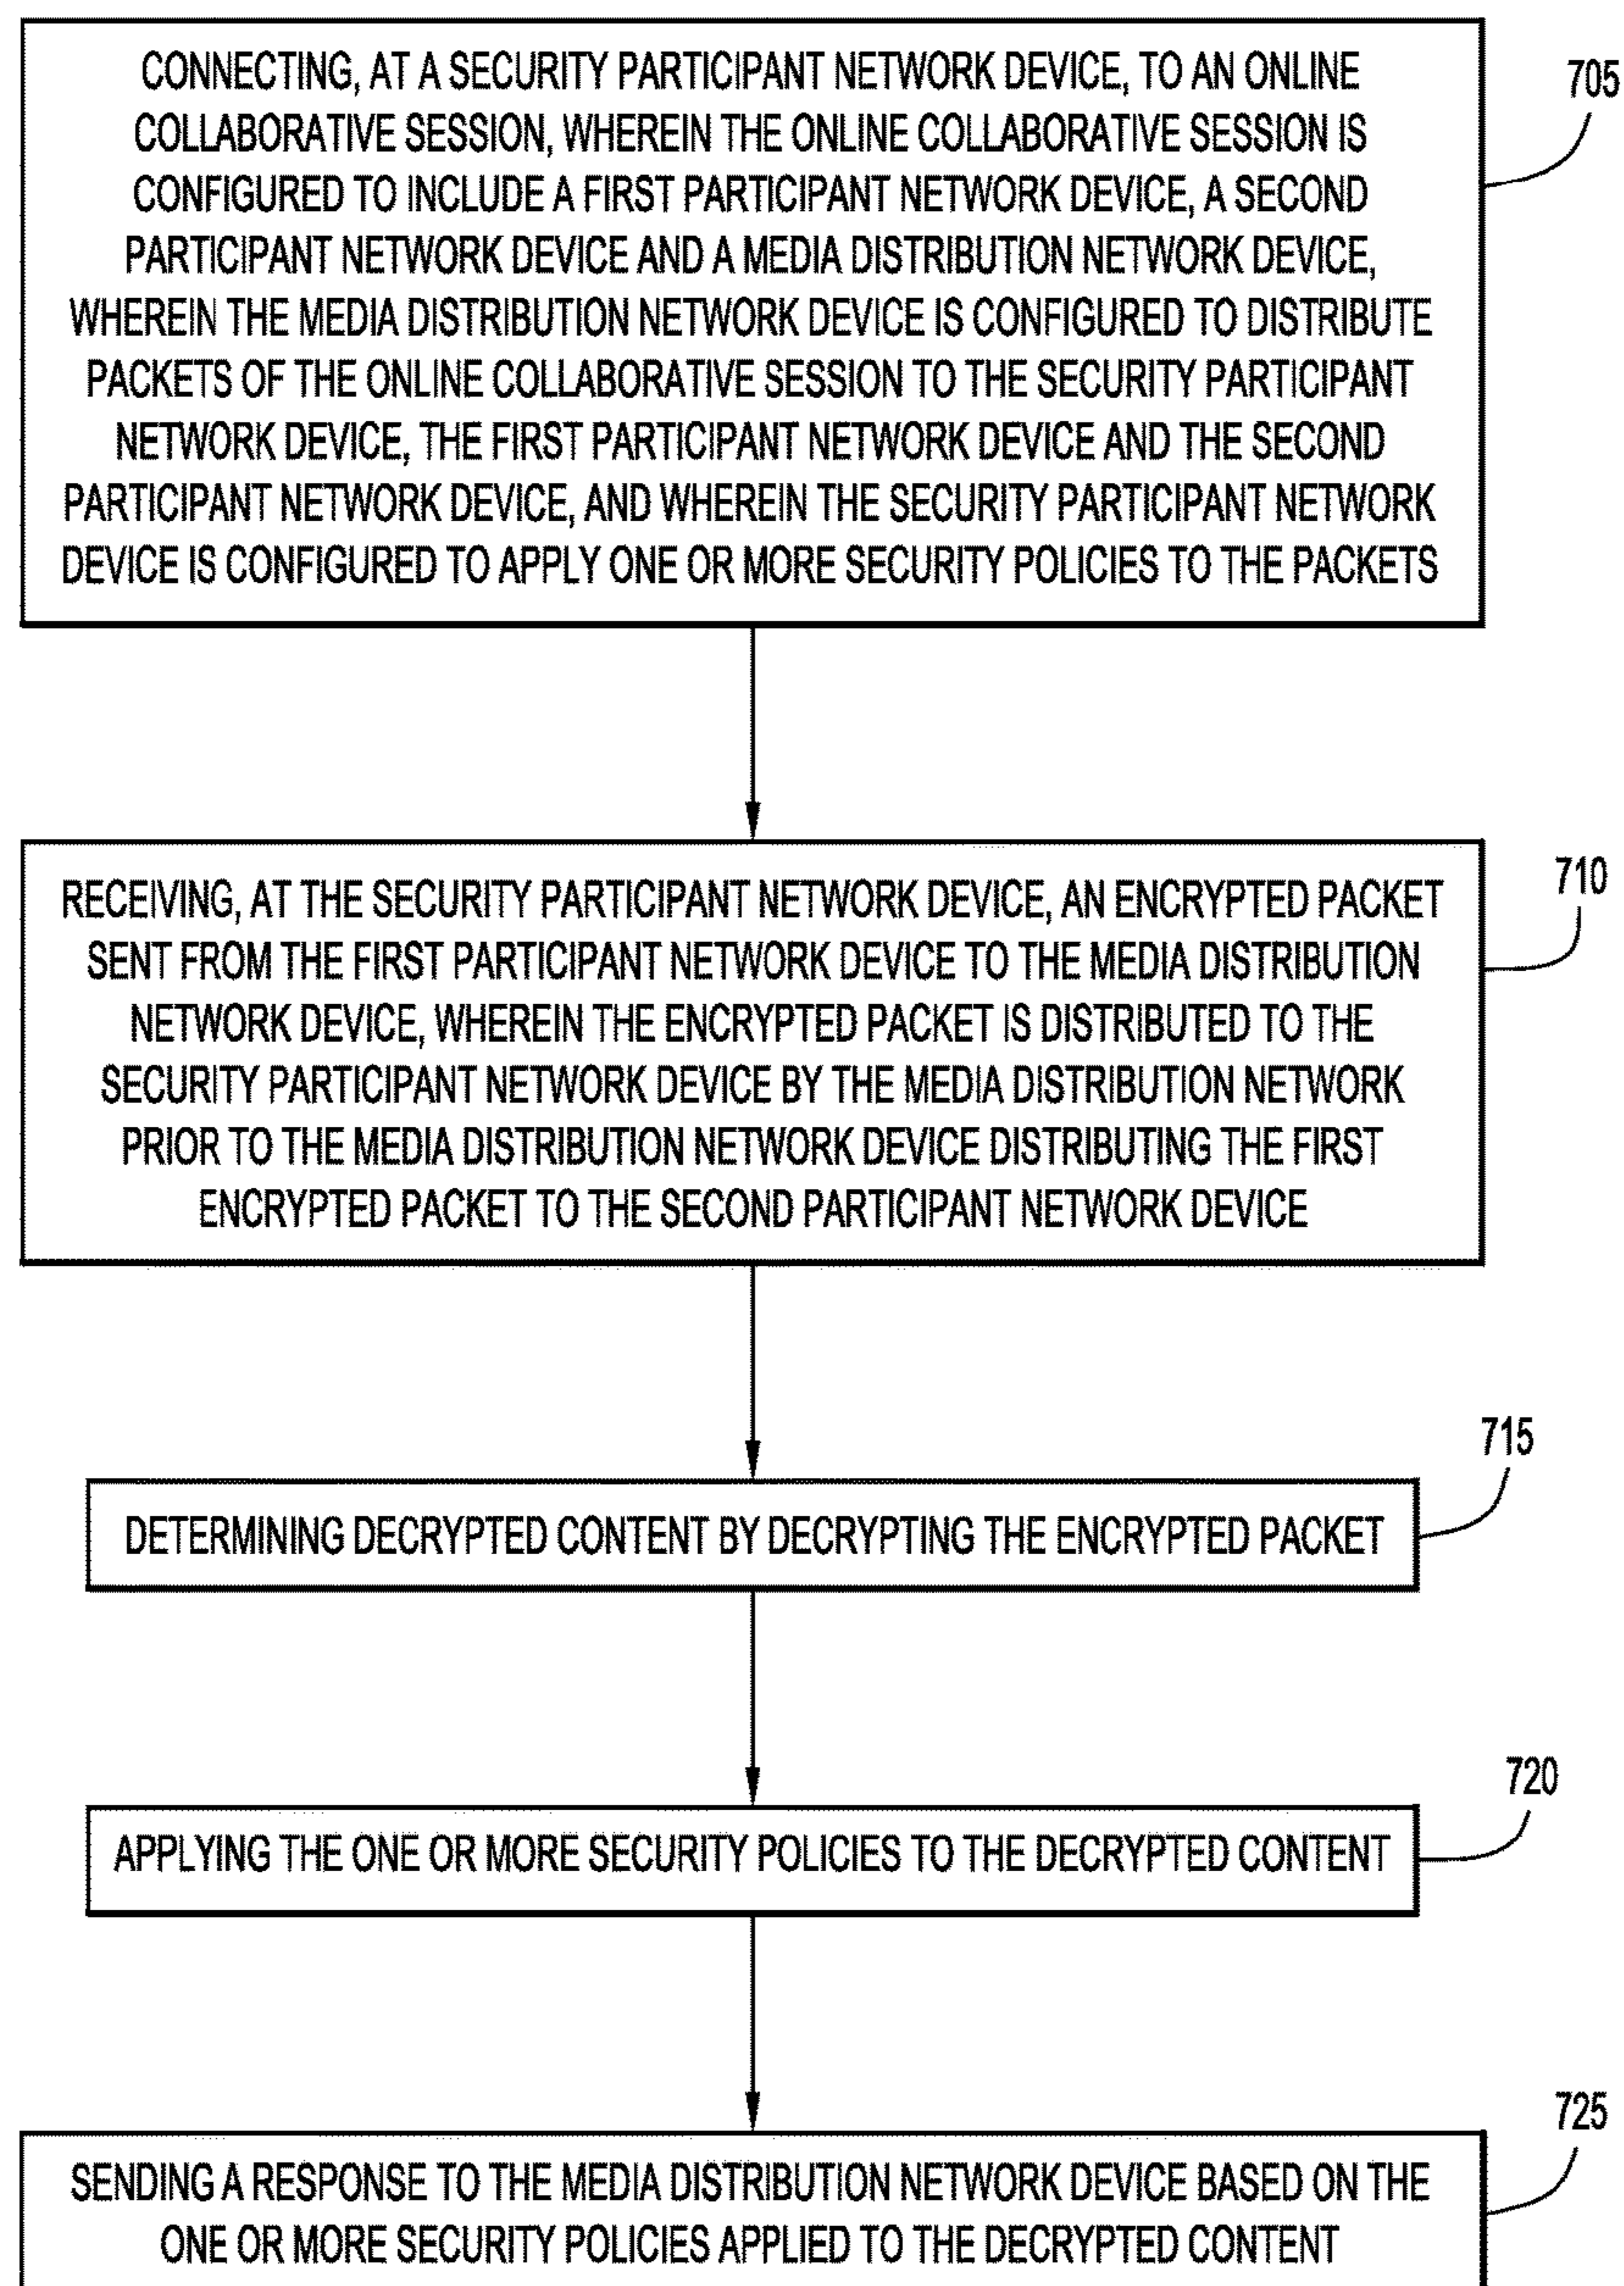 CONNECTING, AT A SECURITY PARTICIPANT NETWORK DEVICE, TO AN ONLINE
COLLABORATIVE SESSION, WHEREIN THE ONLINE COLLABORATIVE SESSION IS
CONFIGURED TO INCLUDE A FIRST PARTICIPANT NETWORK DEVICE, A SECOND
PARTICIPANT NETWORK DEVICE AND A MEDIA DISTRIBUTION NETWORK DEVICE,
WHEREIN THE MEDIA DISTRIBUTION NETWORK DEVICE IS CONFIGURED TO DISTRIBUTE
PACKETS OF THE ONLINE COLLABORATIVE SESSION TO THE SECURITY PARTICIPANT
NETWORK DEVICE, THE FIRST PARTICIPANT NETWORK DEVICE AND THE SECOND
PARTICIPANT NETWORK DEVICE, AND WHEREIN THE SECURITY PARTICIPANT NETWORK
DEVICE IS CONFIGURED TO APPLY ONE OR MORE SECURITY POLICIES TO THE PACKETS
705
RECEIVING, AT THE SECURITY PARTICIPANT NETWORK DEVICE, AN ENCRYPTED PACKET
SENT FROM THE FIRST PARTICIPANT NETWORK DEVICE TO THE MEDIA DISTRIBUTION
NETWORK DEVICE, WHEREIN THE ENCRYPTED PACKET IS DISTRIBUTED TO THE
SECURITY PARTICIPANT NETWORK DEVICE BY THE MEDIA DISTRIBUTION NETWORK
PRIOR TO THE MEDIA DISTRIBUTION NETWORK DEVICE DISTRIBUTING THE FIRST
ENCRYPTED PACKET TO THE SECOND PARTICIPANT NETWORK DEVICE
710
DETERMINING DECRYPTED CONTENT BY DECRYPTING THE ENCRYPTED PACKET
715
APPLYING THE ONE OR MORE SECURITY POLICIES TO THE DECRYPTED CONTENT
720
SENDING A RESPONSE TO THE MEDIA DISTRIBUTION NETWORK DEVICE BASED ON THE
ONE OR MORE SECURITY POLICIES APPLIED TO THE DECRYPTED CONTENT
725